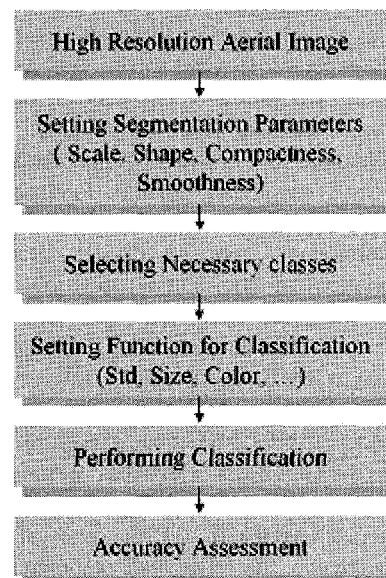 High Resolution Aerial Image
Setting Segmentation Parameters
( Scale, Shape, Compactness,
Smoothness)
Selecting Necessary classes
Setting Function for Classification
(Std, Size, Color, …)
Performing Classification
Accuracy Assessment